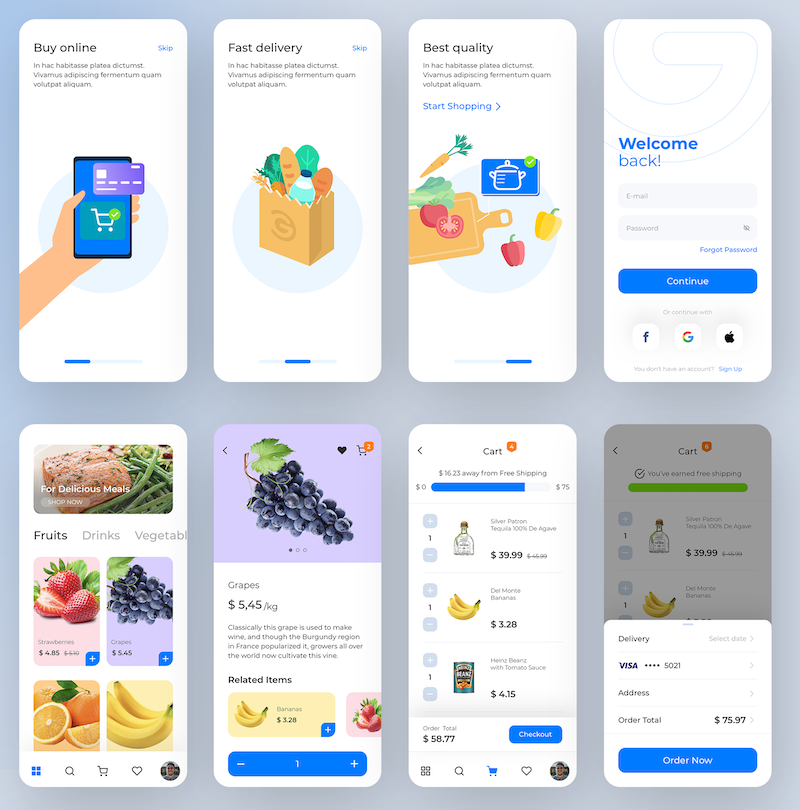 Buy online
Skip
In hac habitasse platea dictumst.
Vivamus adipiscing fermentum quam
volutpat aliquam.
Fast delivery
Skip
In hac habitasse platea dictumst.
Vivamus adipiscing fermentum quam
volutpat aliquam.
Best quality
In hac habitasse platea dictumst.
Vivamus adipiscing fermentum quam
volutpat aliquam.
Start Shopping
Welcome
back!
E-mail
Password
Forgot Password
Continue
Or continue with
You don't have an account? Sign Up
For Delicious Meals
SHOP NOW
Fruits Drinks Vegetabl
Strawberries
$ 4.85 $ 5.10
Grapes
$ 5.45
2
Grapes
$ 5,45 /kg
Classically this grape is used to make
wine, and though the Burgundy region
in France popularized it, growers all over
the world now cultivate this vine.
Related Items
Bananas
$ 3.28
1
Cart 4
$ 16.23 away from Free Shipping
$ 0 $ 75
1
Silver Patron
Tequila 100% De Agave
$ 39.99 $ 45.99
1
Del Monte
Bananas
$ 3.28
1
HEINZ
BEANZ
Heinz Beanz
with Tomato Sauce
$ 4.15
Order Total
$ 58.77
Checkout
Cart 6
You've earned free shipping
1
Silver Patron
Tequila 100% De Agave
$ 39.99 $ 45.99
Del Monte
Bananas
Delivery Select date
VISA •••• 5021
Address
Order Total $ 75.97
Order Now